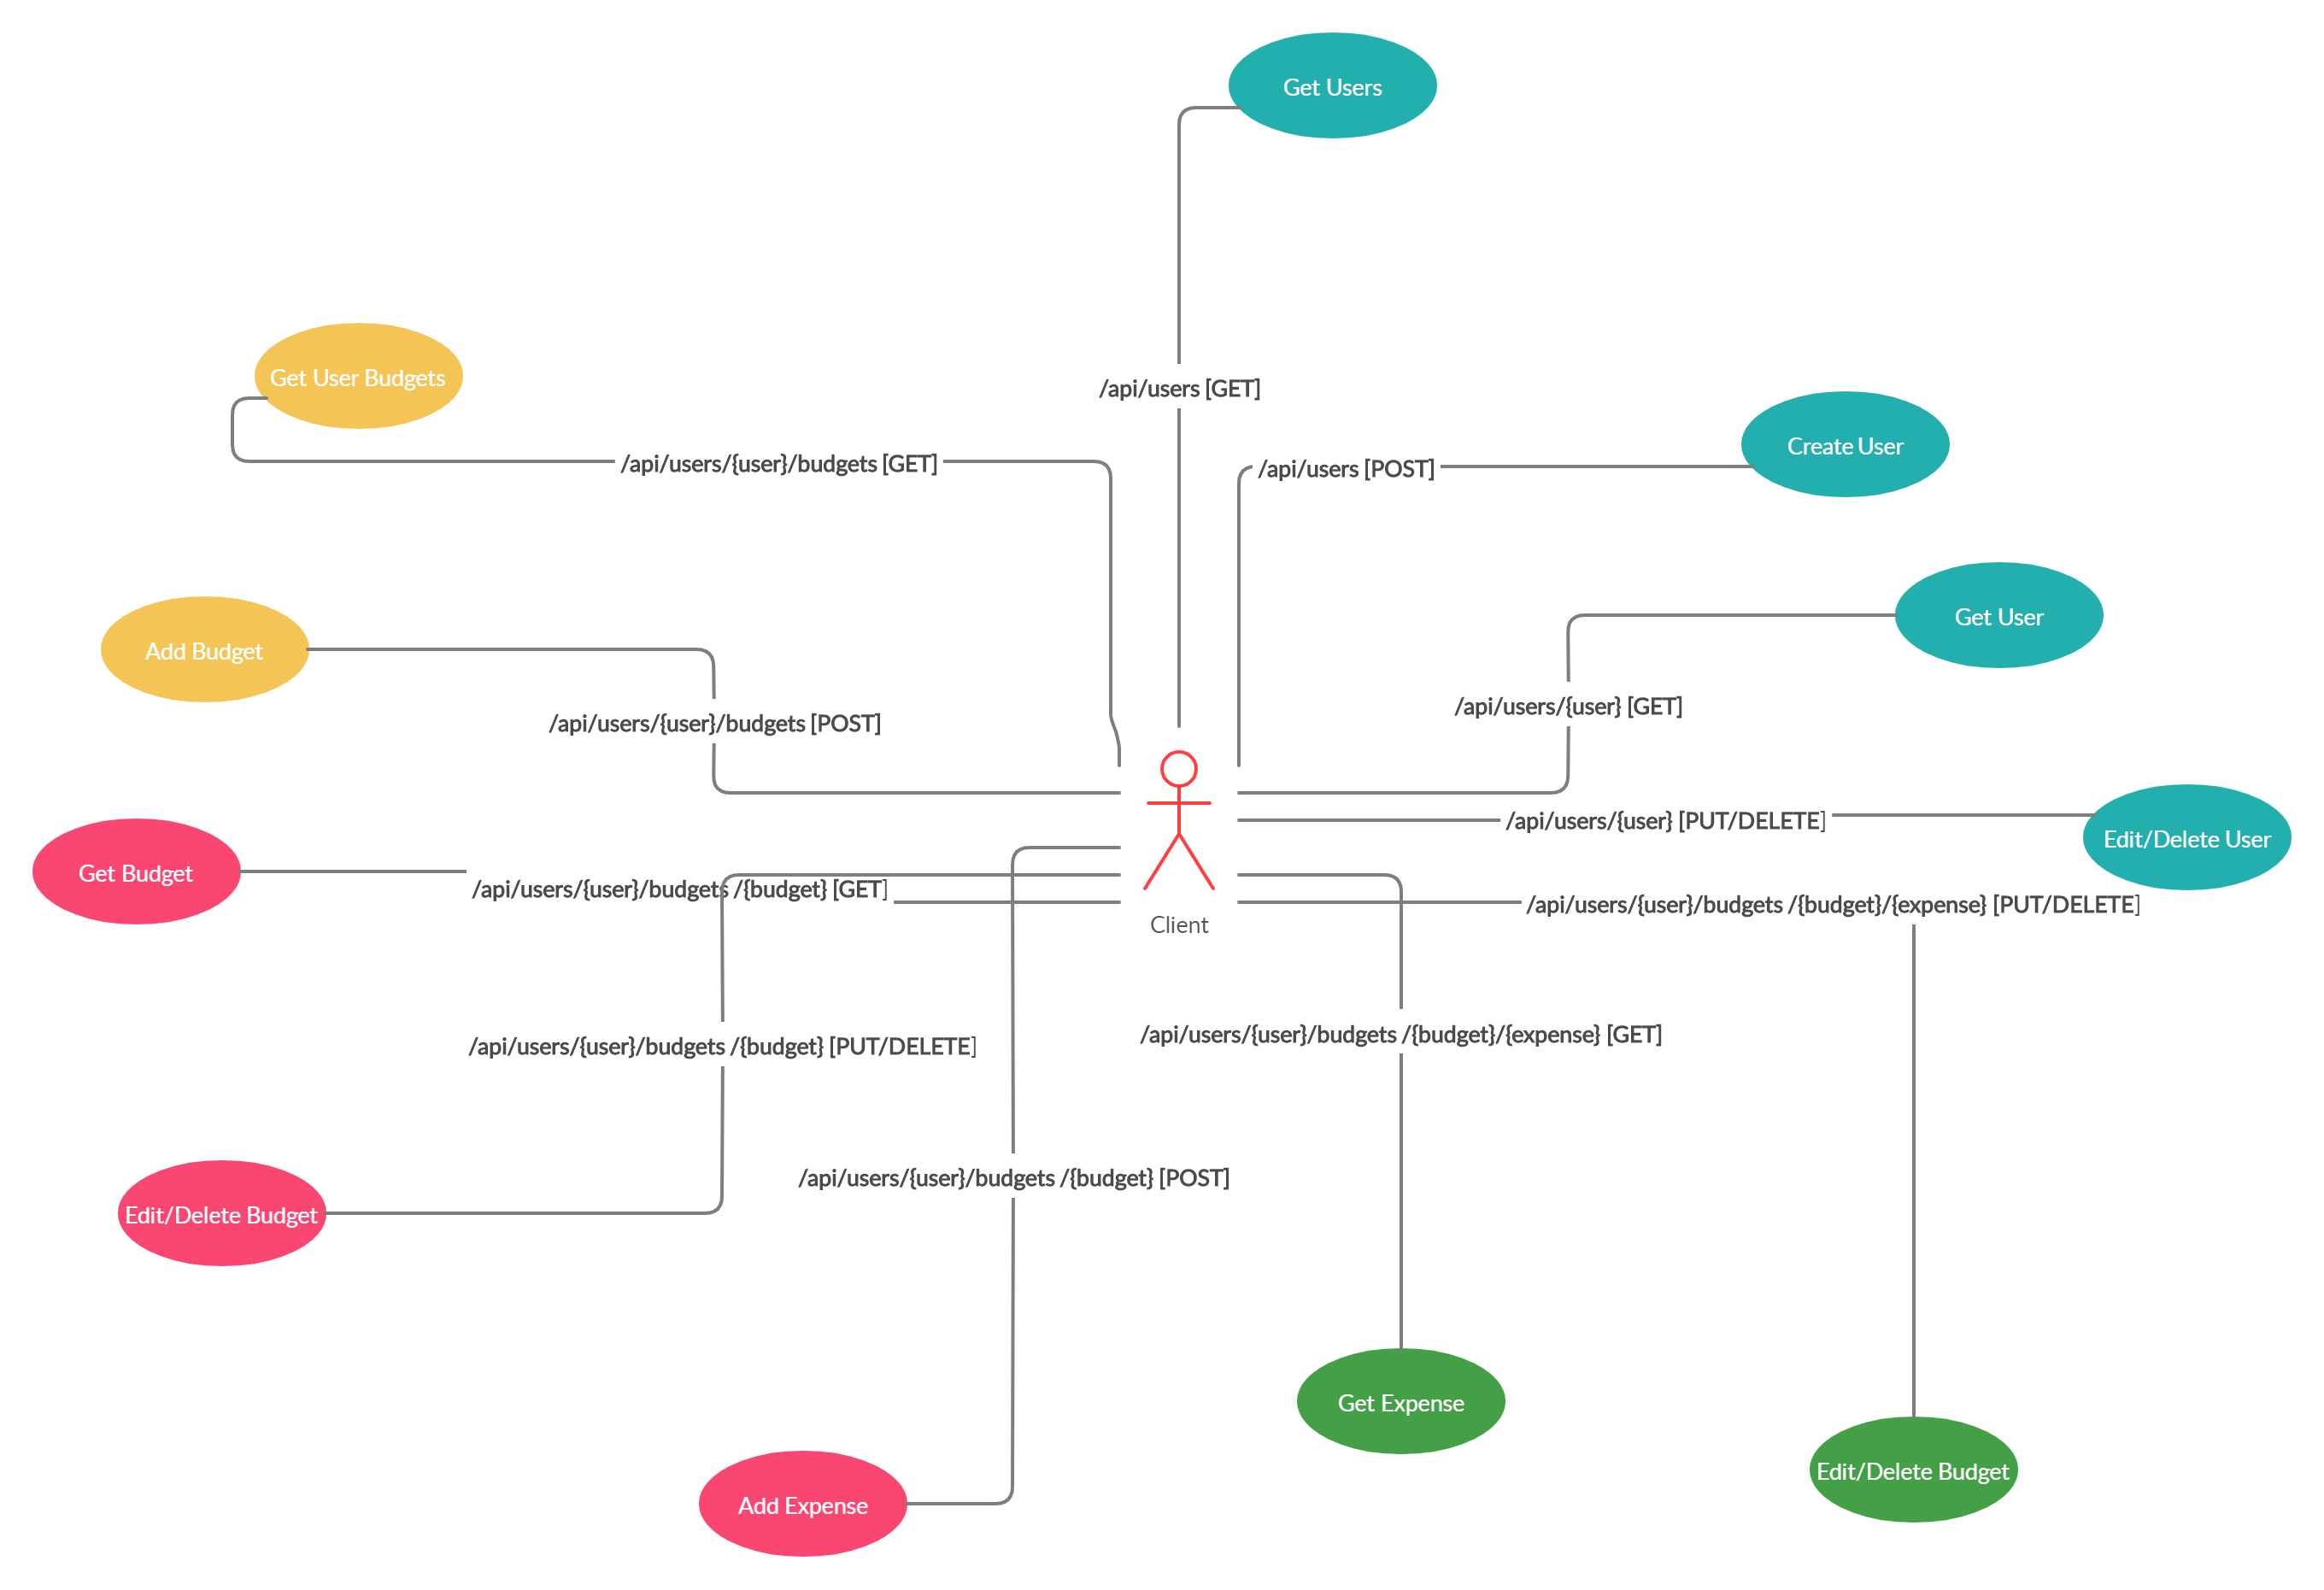 Get Users
Get User Budgets
/api/users [GET]
Create User
/api/users/{user}/budgets [GET]
/api/users [POST]
Get User
Add Budget
/api/users/{user} [GET]
/api/users/{user}/budgets [POST]
/api/users/{user} [PUT/DELETE]
Edit/Delete User
Get Budget
/api/users/{user}/budgets /{budget} [GET]
/api/users/{user}/budgets /{budget}/{expense} [PUT/DELETE]
Client
/api/users/{user}/budgets /{budget}/{expense} [GET]
/api/users/{user}/budgets /{budget} [PUT/DELETE]
/api/users/{user}/budgets /{budget} [POST]
Edit/Delete Budget
Get Expense
Edit/Delete Budget
Add Expense